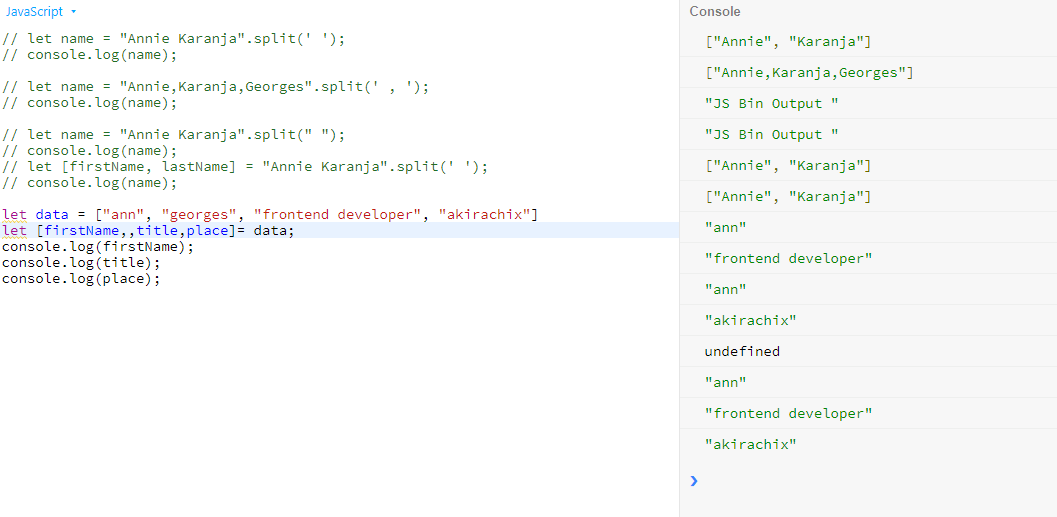 JavaScript
// let name = "Annie Karanja".split(' ');
// console.log(name);
// let name = "Annie,Karanja,Georges".split(' , ');
// console.log(name);
// let name = "Annie Karanja".split(" ");
// console.log(name);
// let [firstName, lastName] = "Annie Karanja".split(' ');
// console.log(name);
let data = ["ann", "georges", "frontend developer", "akirachix"]
let [firstName,,title,place]= data;
console.log(firstName);
console.log(title);
console.log(place);
Console
["Annie", "Karanja"]
["Annie,Karanja,Georges"]
"JS Bin Output "
"JS Bin Output "
["Annie", "Karanja"]
["Annie", "Karanja"]
"ann"
"frontend developer"
"ann"
"akirachix"
undefined
"ann"
"frontend developer"
"akirachix"